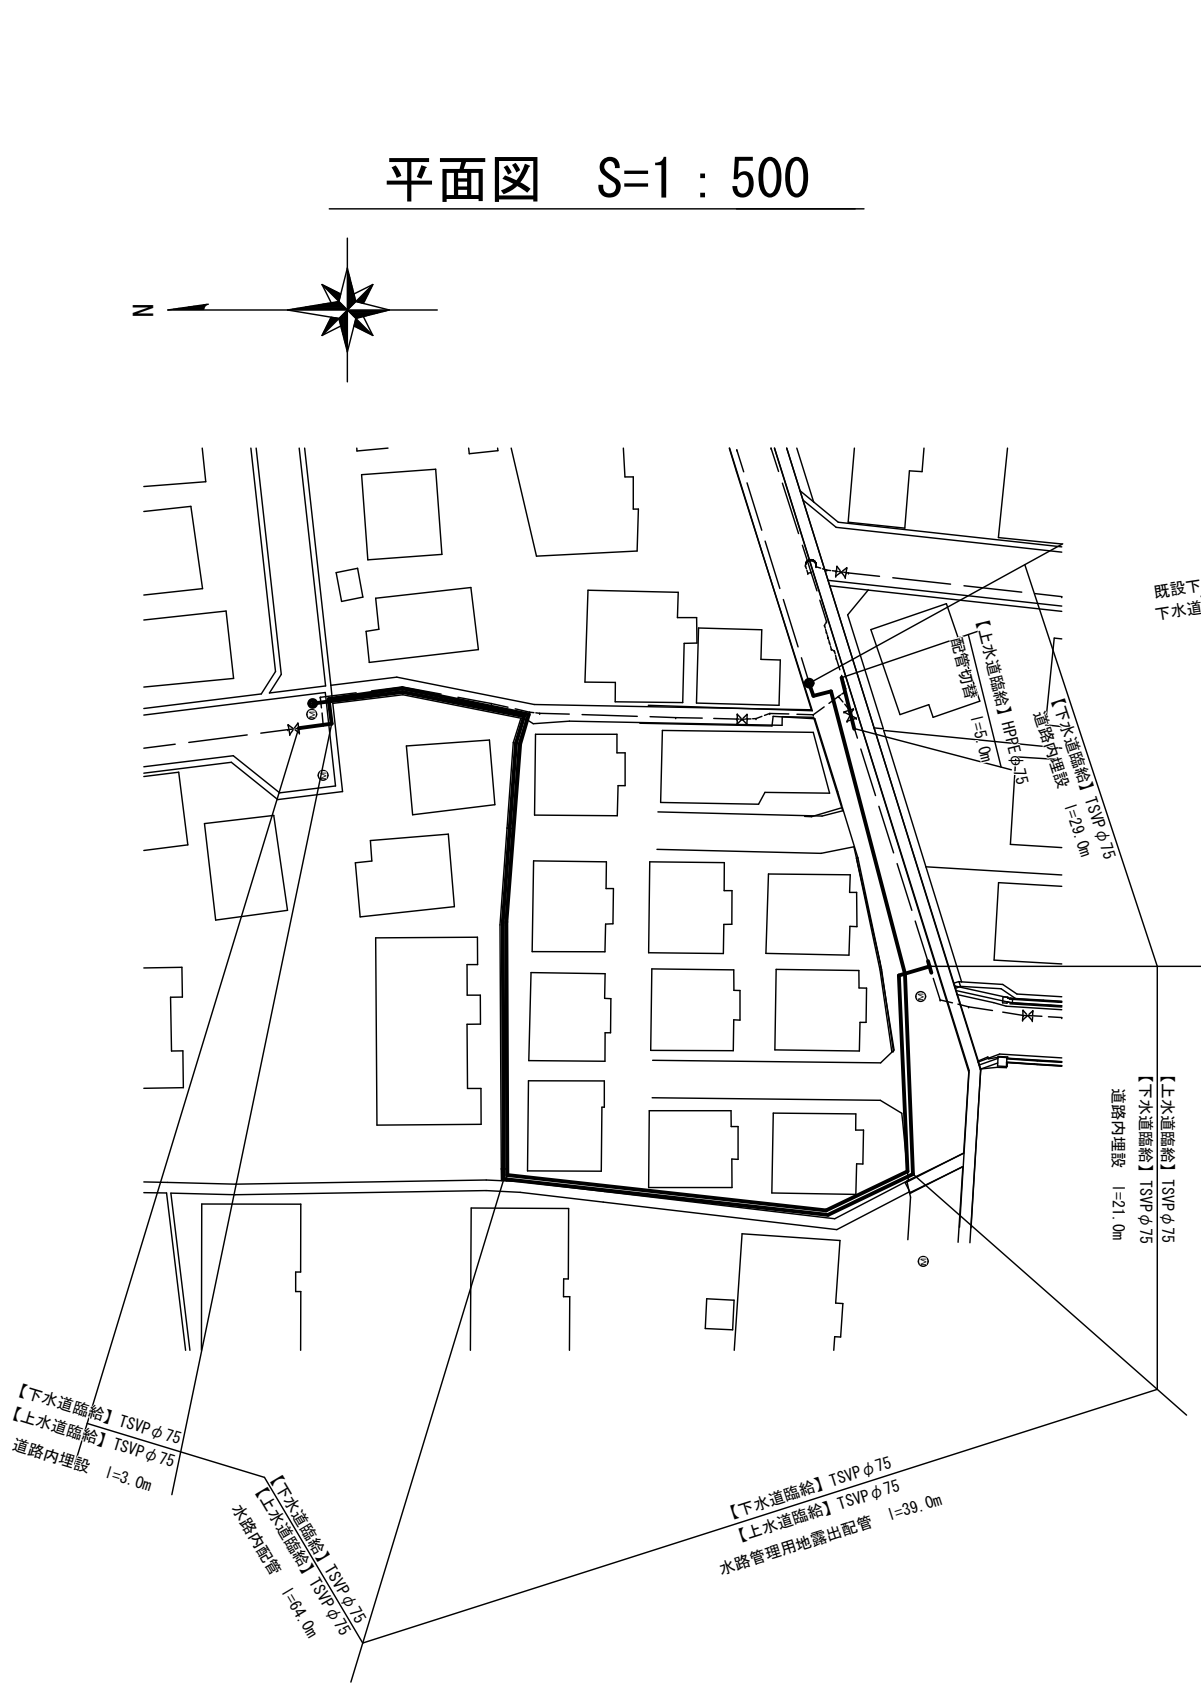 平面図　S=1：500
N
既設下
下水道
【上水道臨給】HPPEφ75
配管切替　l=5.0m
【下水道臨給】TSVPφ75
道路内埋設　l=29.0m
【上水道臨給】TSVPφ75
【下水道臨給】TSVPφ75
道路内埋設　l=21.0m
M
M
M
M
【下水道臨給】TSVPφ75
【上水道臨給】TSVPφ75
道路内埋設　l=3.0m
【下水道臨給】TSVPφ75
【上水道臨給】TSVPφ75
水路内配管　l=64.0m
【下水道臨給】TSVPφ75
【上水道臨給】TSVPφ75
水路管理用地露出配管　l=39.0m